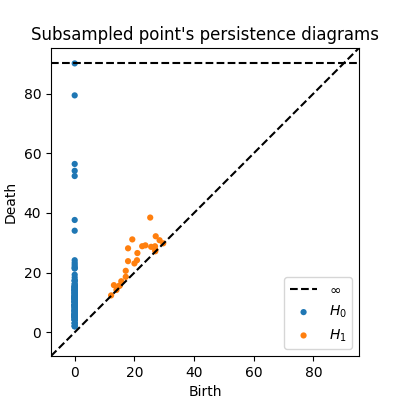 Subsampled point's persistence diagrams
Death
80
60
40
20
0
0 20 40 60 80
Birth
∞
H₀
H₁